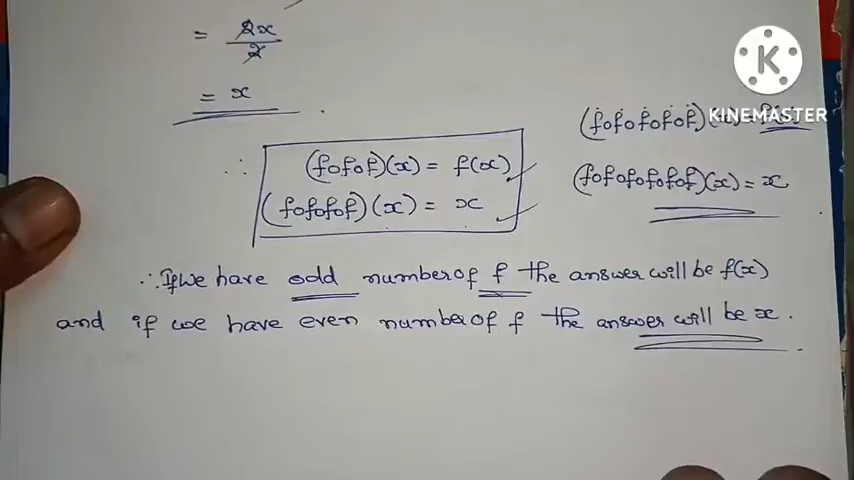 = 2x
2
= x
∴ (fofof)(x) = f(x)
(fofofof)(x) = x
(fofofofof)
(fofofofofof)(x) = x
∴ If we have odd number of f the answer will be f(x)
and if we have even number of f the answer will be x.
K
KINEMASTER